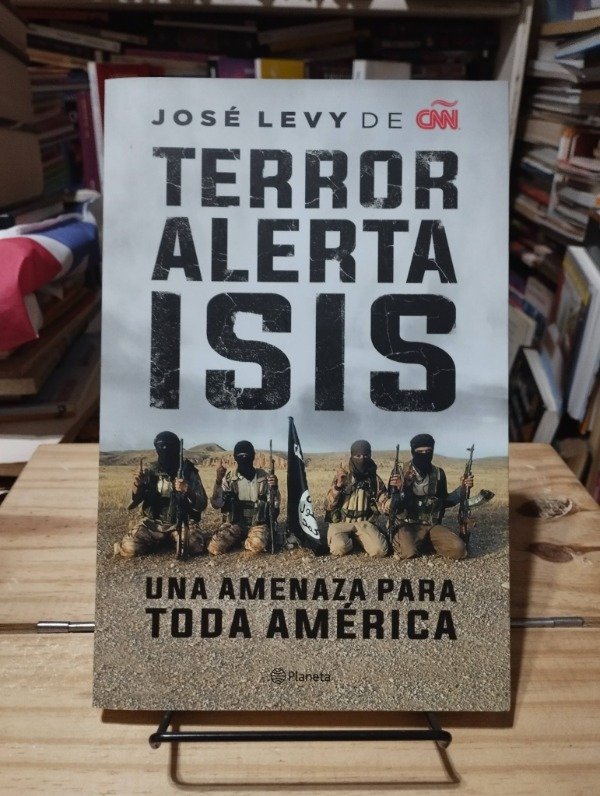 JOSÉ LEVY DE CNN
TERROR
ALERTA
ISIS
UNA AMENAZA PARA
TODA AMÉRICA
Planeta